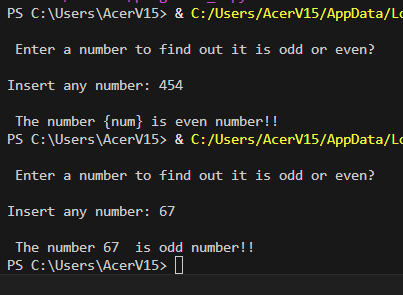 PS C:\Users\AcerV15> & C:/Users/AcerV15/AppData/Lo
Enter a number to find out it is odd or even?
Insert any number: 454
The number {num} is even number!!
PS C:\Users\AcerV15> & C:/Users/AcerV15/AppData/Lo
Enter a number to find out it is odd or even?
Insert any number: 67
The number 67  is odd number!!
PS C:\Users\AcerV15>